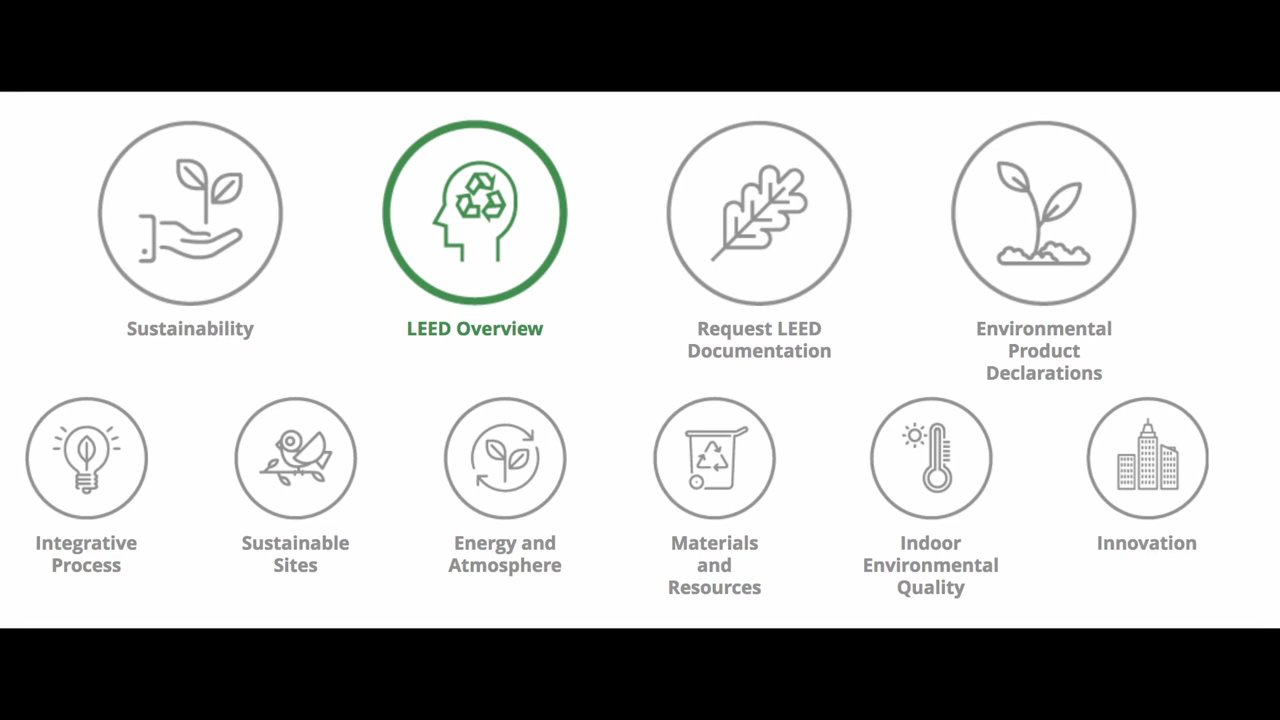 Sustainability
LEED Overview
Request LEED
Documentation
Environmental
Product
Declarations
Integrative
Process
Sustainable
Sites
Energy and
Atmosphere
Materials
and
Resources
Indoor
Environmental
Quality
Innovation